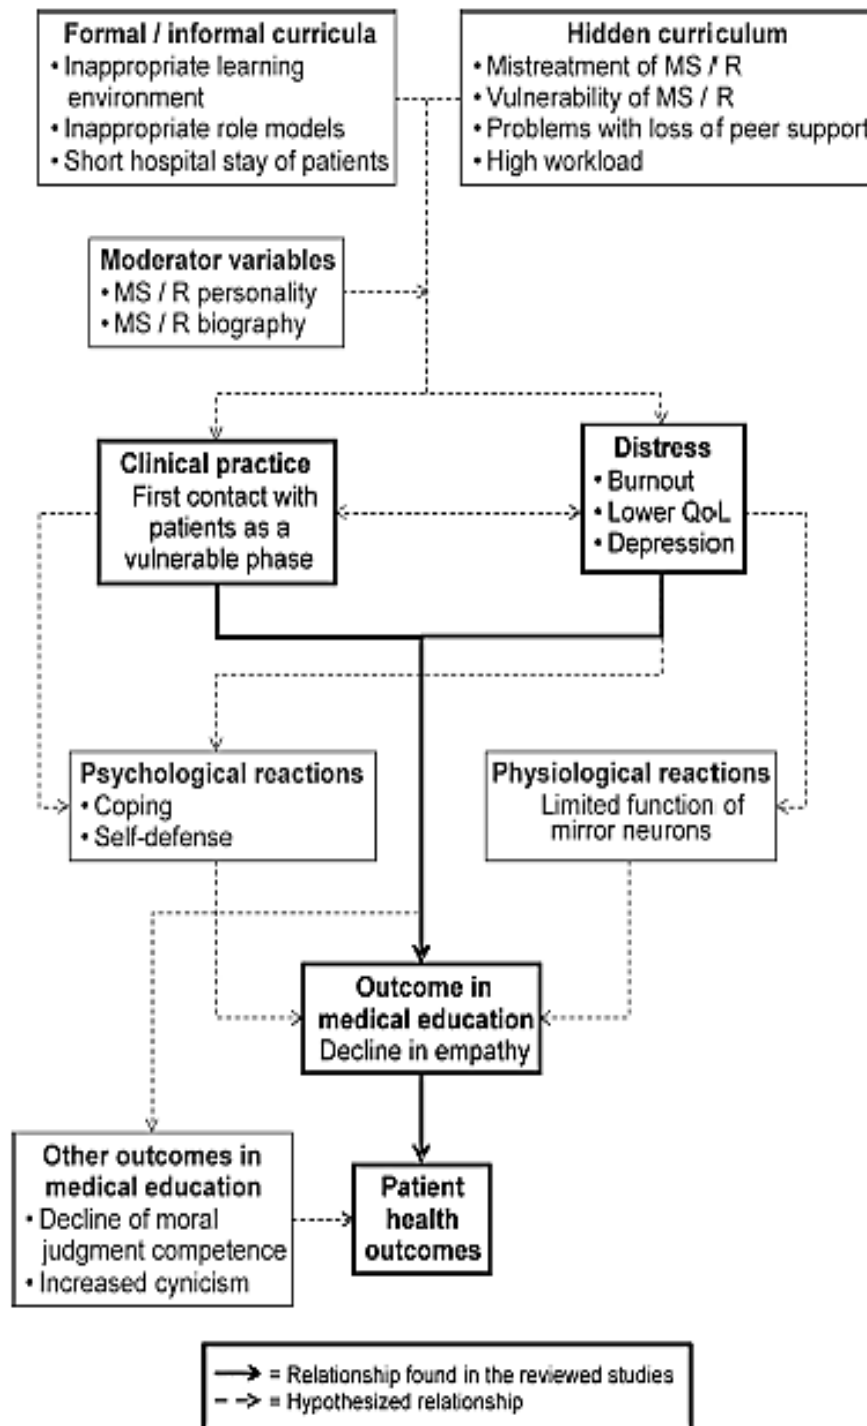 Formal / informal curricula
• Inappropriate learning
environment
• Inappropriate role models
• Short hospital stay of patients
Hidden curriculum
• Mistreatment of MS / R
• Vulnerability of MS / R
• Problems with loss of peer support
• High workload
Moderator variables
• MS / R personality
• MS / R biography
Clinical practice
First contact with
patients as a
vulnerable phase
Distress
• Burnout
• Lower QoL
• Depression
Psychological reactions
• Coping
• Self-defense
Physiological reactions
Limited function of
mirror neurons
Outcome in
medical education
Decline in empathy
Other outcomes in
medical education
• Decline of moral
judgment competence
• Increased cynicism
Patient
health
outcomes
= Relationship found in the reviewed studies
= Hypothesized relationship